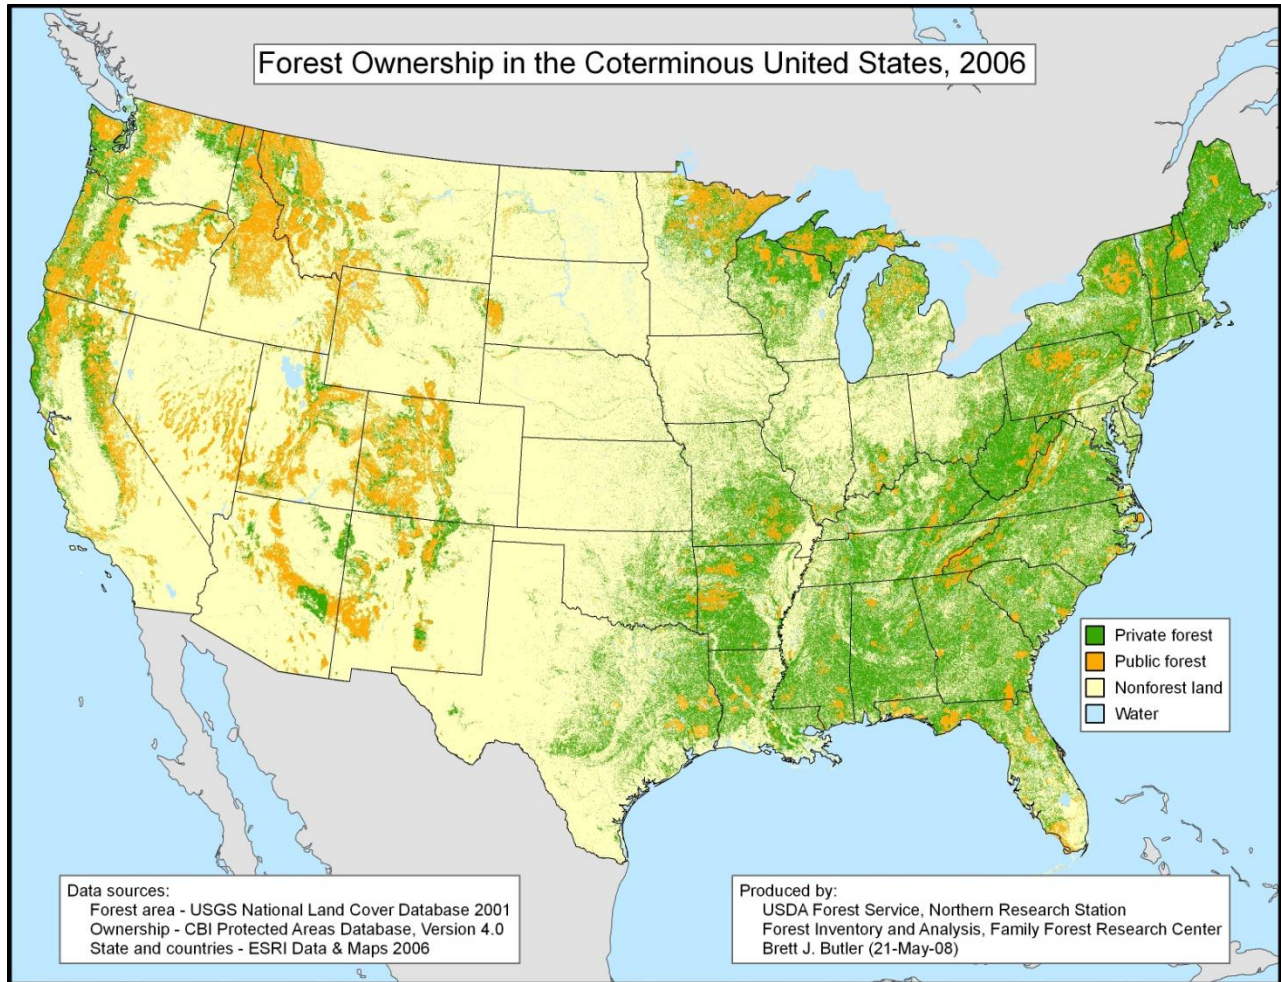 Forest Ownership in the Coterminous United States, 2006
Private forest
Public forest
Nonforest land
Water
Data sources:
Forest area - USGS National Land Cover Database 2001
Ownership - CBI Protected Areas Database, Version 4.0
State and countries - ESRI Data & Maps 2006
Produced by:
USDA Forest Service, Northern Research Station
Forest Inventory and Analysis, Family Forest Research Center
Brett J. Butler (21-May-08)